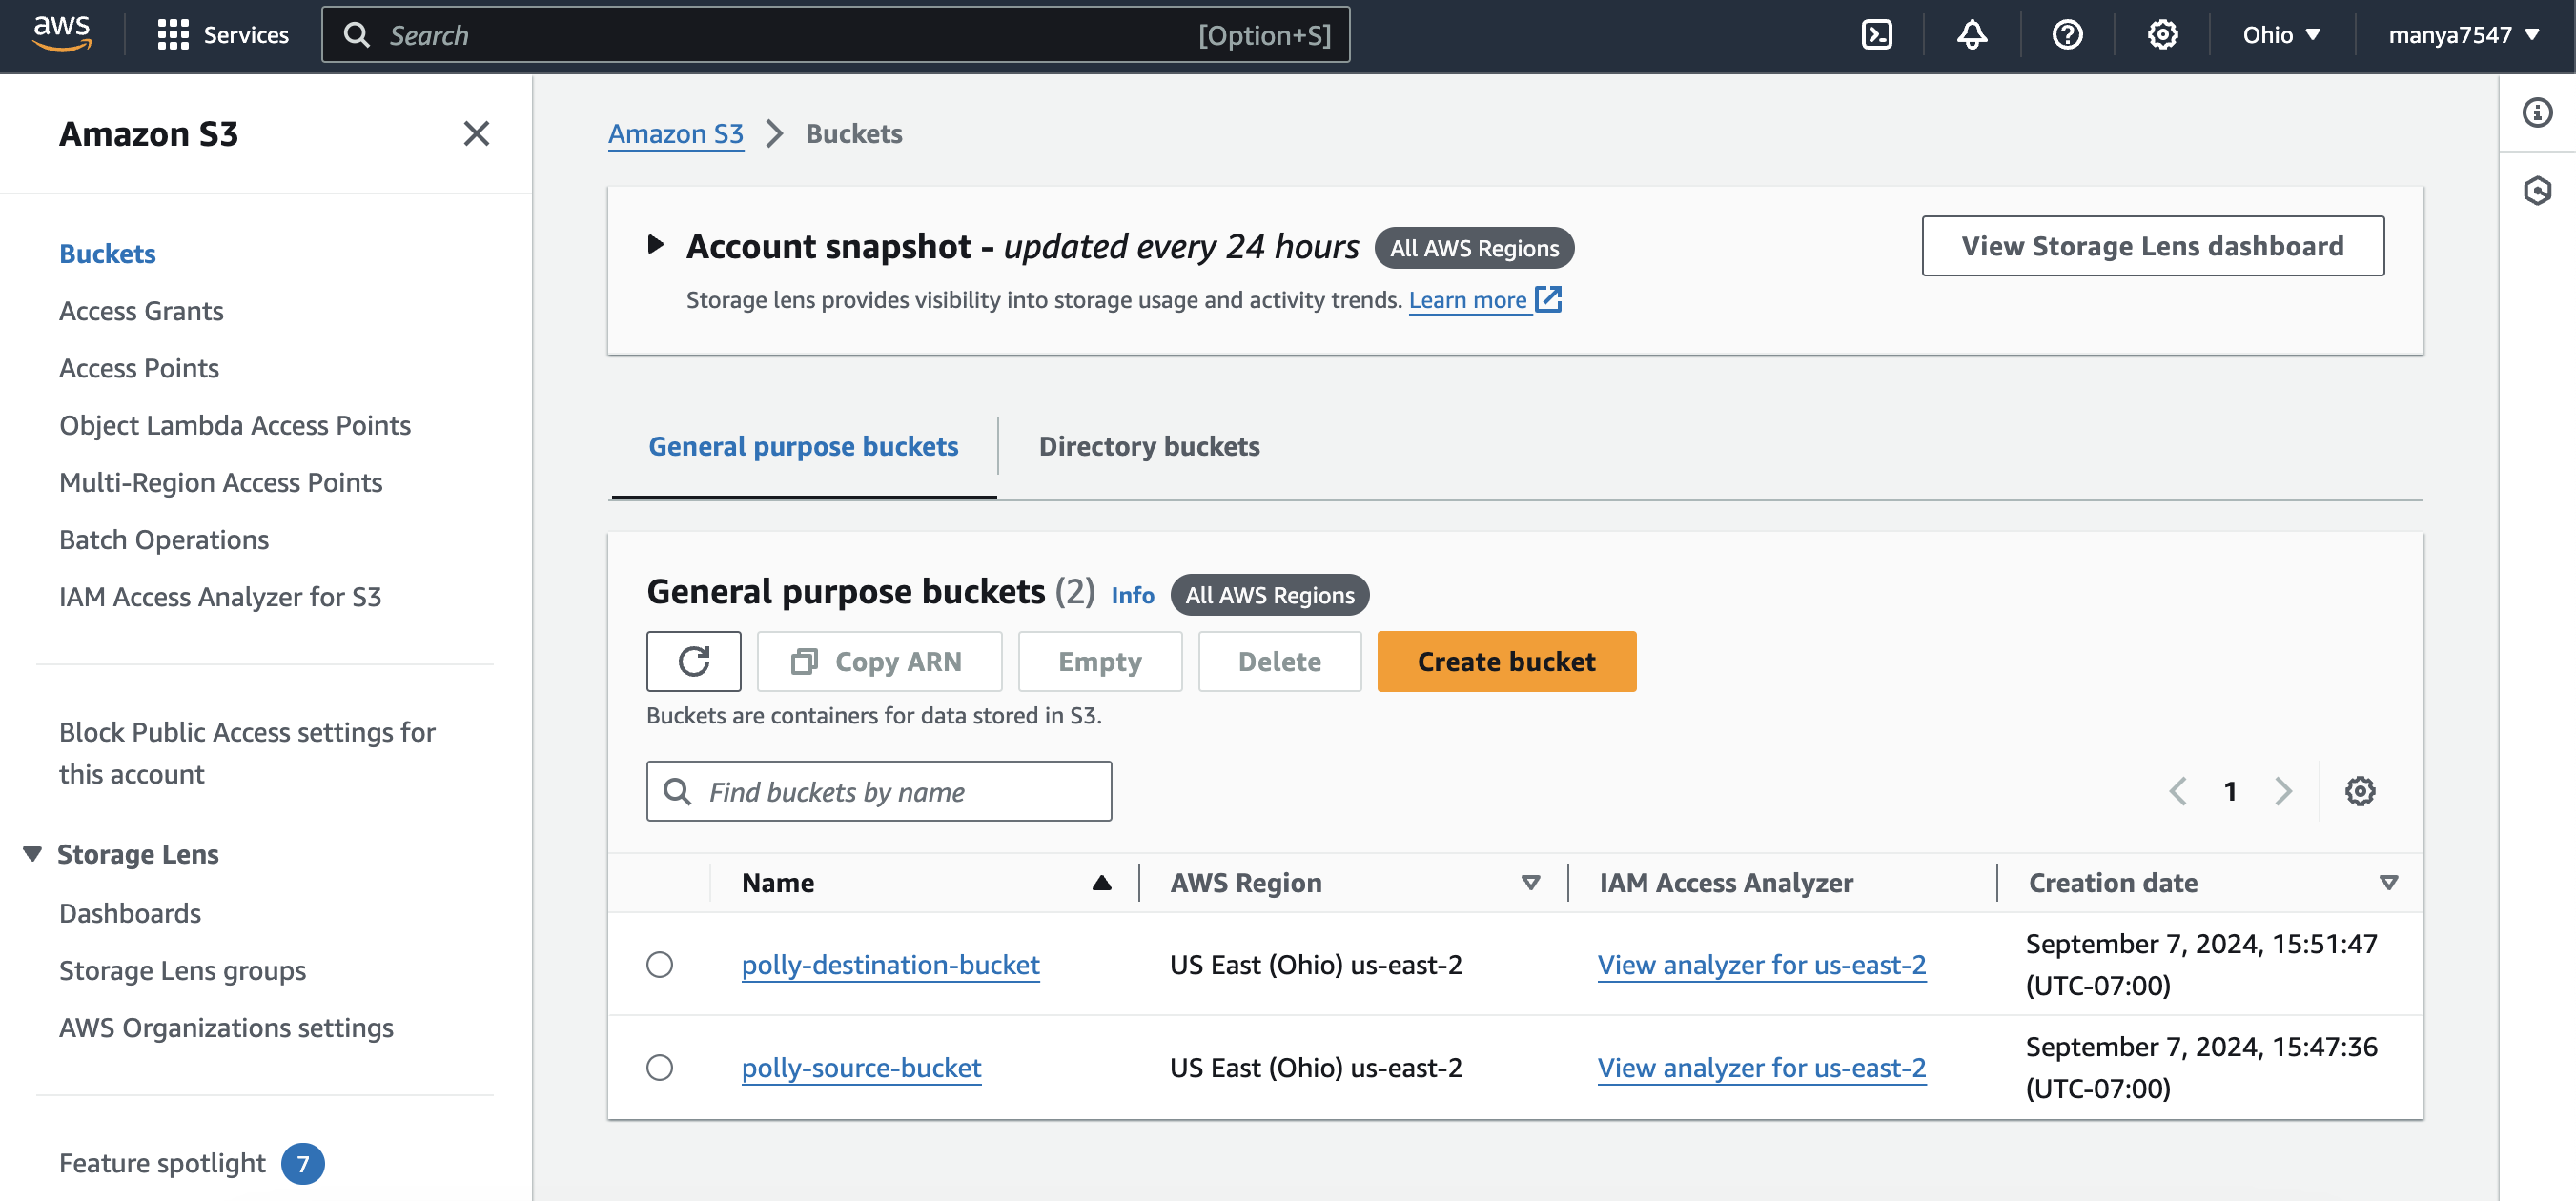 aws
Services
Search
[Option+S]
Ohio
manya7547
Amazon S3
Buckets
Access Grants
Access Points
Object Lambda Access Points
Multi-Region Access Points
Batch Operations
IAM Access Analyzer for S3
Block Public Access settings for
this account
Storage Lens
Dashboards
Storage Lens groups
AWS Organizations settings
Feature spotlight 7
Amazon S3 Buckets
Account snapshot - updated every 24 hours All AWS Regions
View Storage Lens dashboard
Storage lens provides visibility into storage usage and activity trends. Learn more
General purpose buckets
Directory buckets
General purpose buckets (2) Info All AWS Regions
Copy ARN
Empty
Delete
Create bucket
Buckets are containers for data stored in S3.
Find buckets by name
1
Name AWS Region IAM Access Analyzer Creation date
polly-destination-bucket US East (Ohio) us-east-2 View analyzer for us-east-2 September 7, 2024, 15:51:47
(UTC-07:00)
polly-source-bucket US East (Ohio) us-east-2 View analyzer for us-east-2 September 7, 2024, 15:47:36
(UTC-07:00)